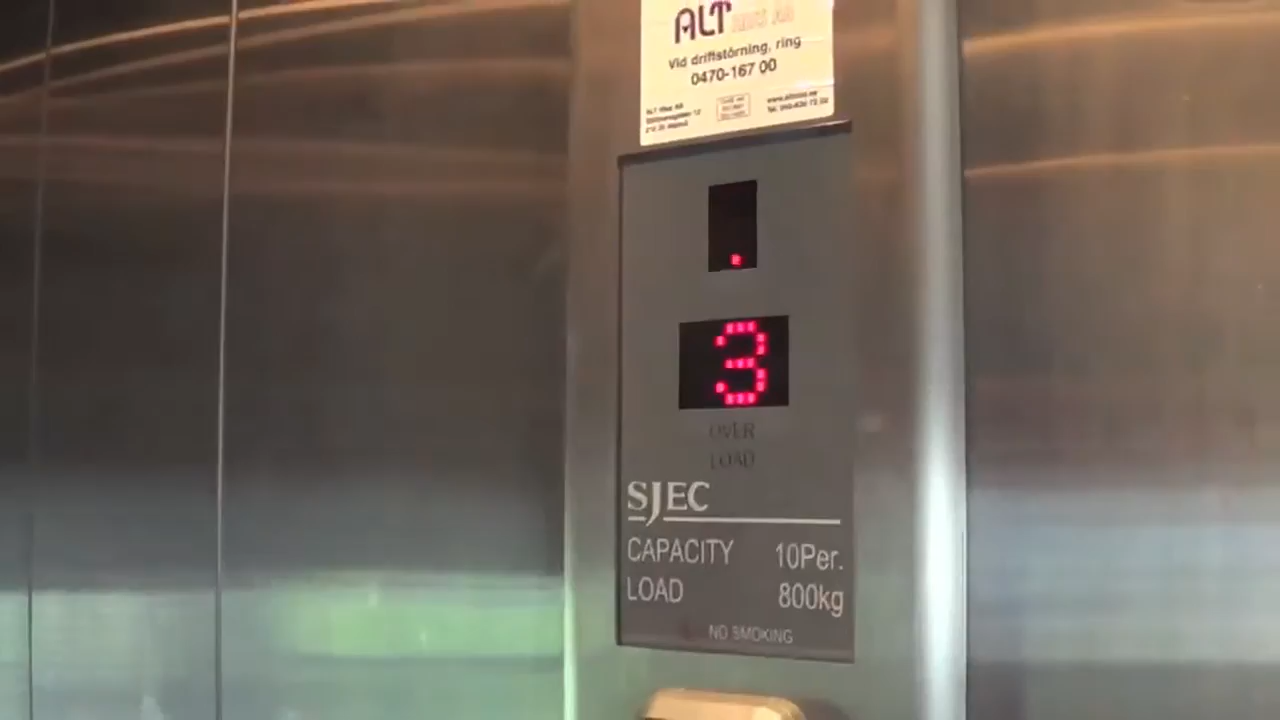 ALT
Vid driftstörning, ring
0470-167 00
3
OVER
LOAD
SJEC
CAPACITY 10Per.
LOAD 800kg
NO SMOKING